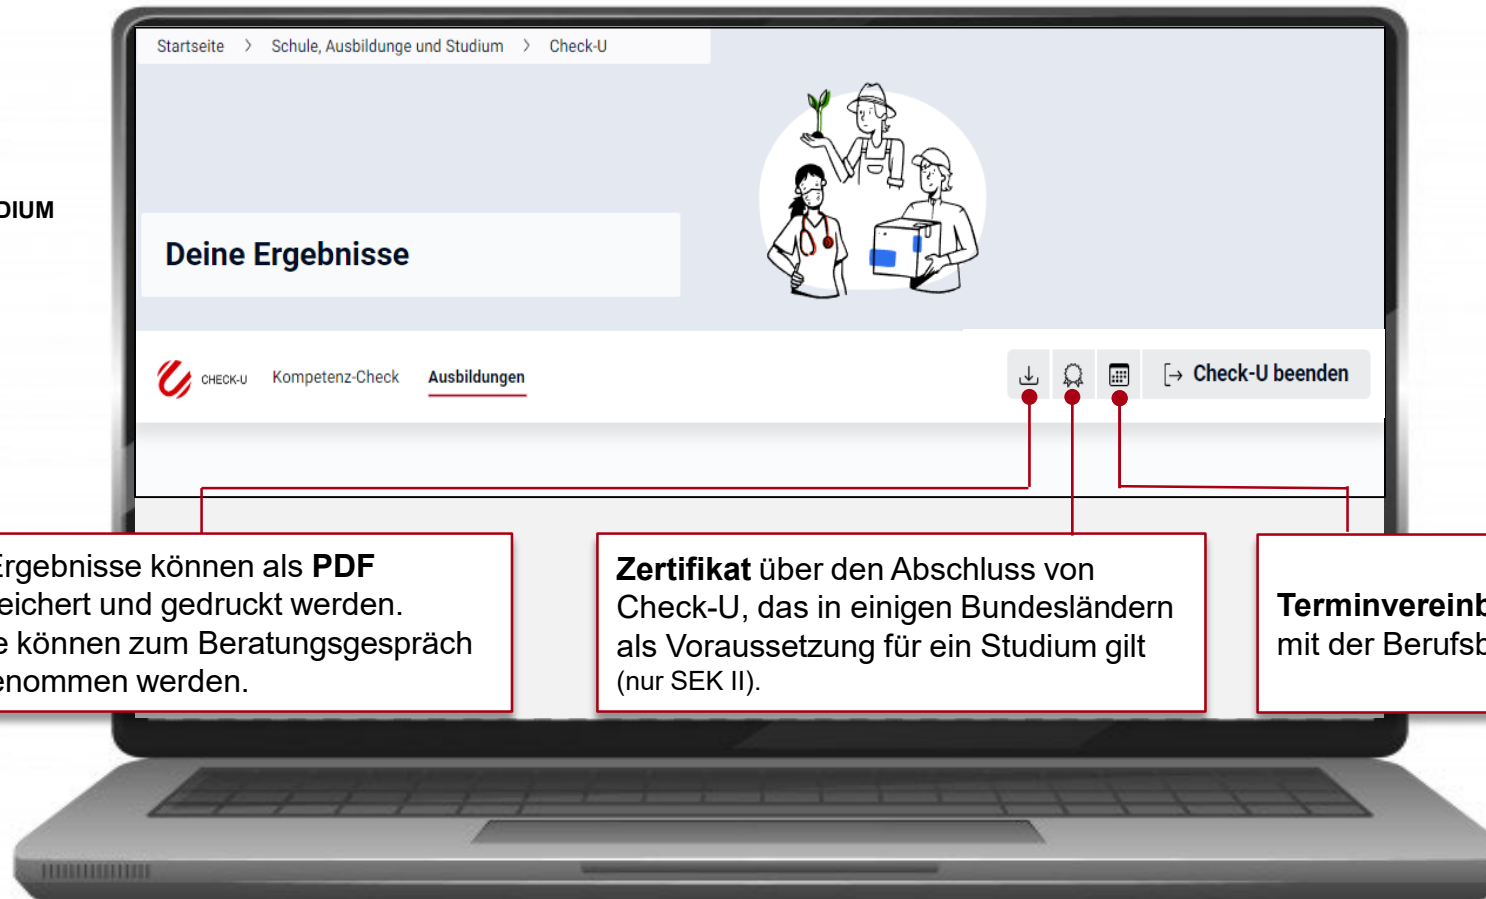 Startseite > Schule, Ausbildunge und Studium > Check-U
DIUM
Deine Ergebnisse
CHECK-U Kompetenz-Check Ausbildungen Check-U beenden
Ergebnisse können als PDF
eichert und gedruckt werden.
e können zum Beratungsgespräch
enommen werden.
Zertifikat über den Abschluss von
Check-U, das in einigen Bundesländern
als Voraussetzung für ein Studium gilt
(nur SEK II).
Terminvereinb
mit der Berufsb